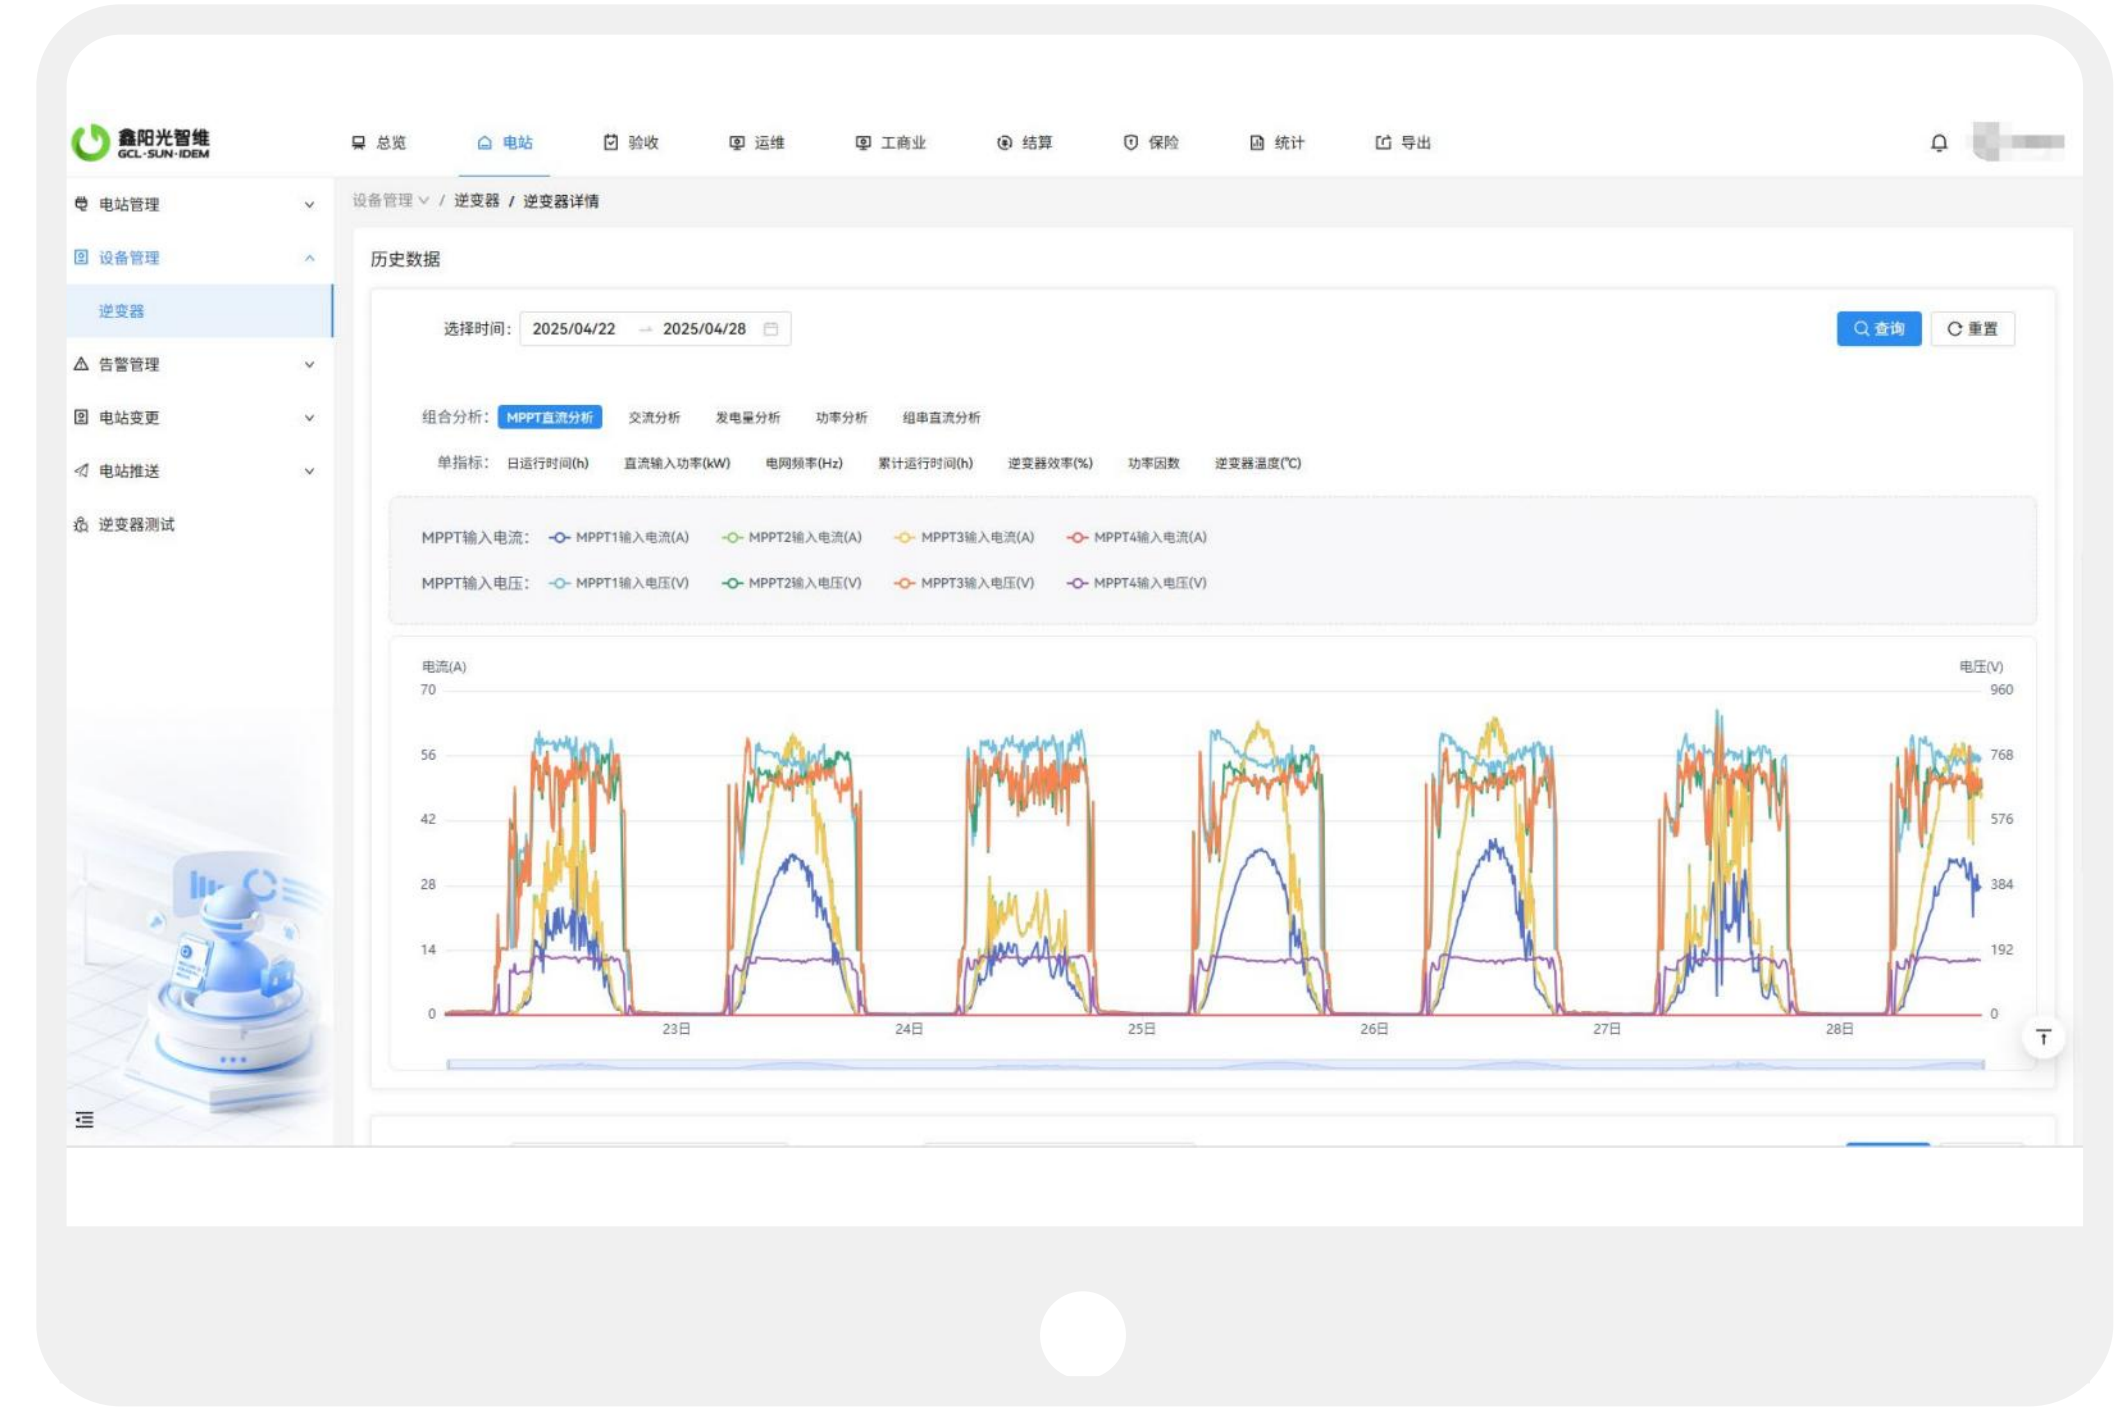 鑫阳光智维
GCL·SUN·IDEM
总览 电站 验收 运维 工商业 结算 保险 统计 导出
电站管理
设备管理
逆变器
告警管理
电站变更
电站推送
逆变器测试
设备管理 / 逆变器 / 逆变器详情
历史数据
选择时间: 2025/04/22 → 2025/04/28 查询 重置
组合分析: MPPT直流分析 交流分析 发电量分析 功率分析 组串直流分析
单指标: 日运行时间(h) 直流输入功率(kW) 电网频率(Hz) 累计运行时间(h) 逆变器效率(%) 功率因数 逆变器温度(℃)
MPPT输入电流: MPPT1输入电流(A) MPPT2输入电流(A) MPPT3输入电流(A) MPPT4输入电流(A)
MPPT输入电压: MPPT1输入电压(V) MPPT2输入电压(V) MPPT3输入电压(V) MPPT4输入电压(V)
电流(A) 电压(V)
70 960
56 768
42 576
28 384
14 192
0 0
23日 24日 25日 26日 27日 28日